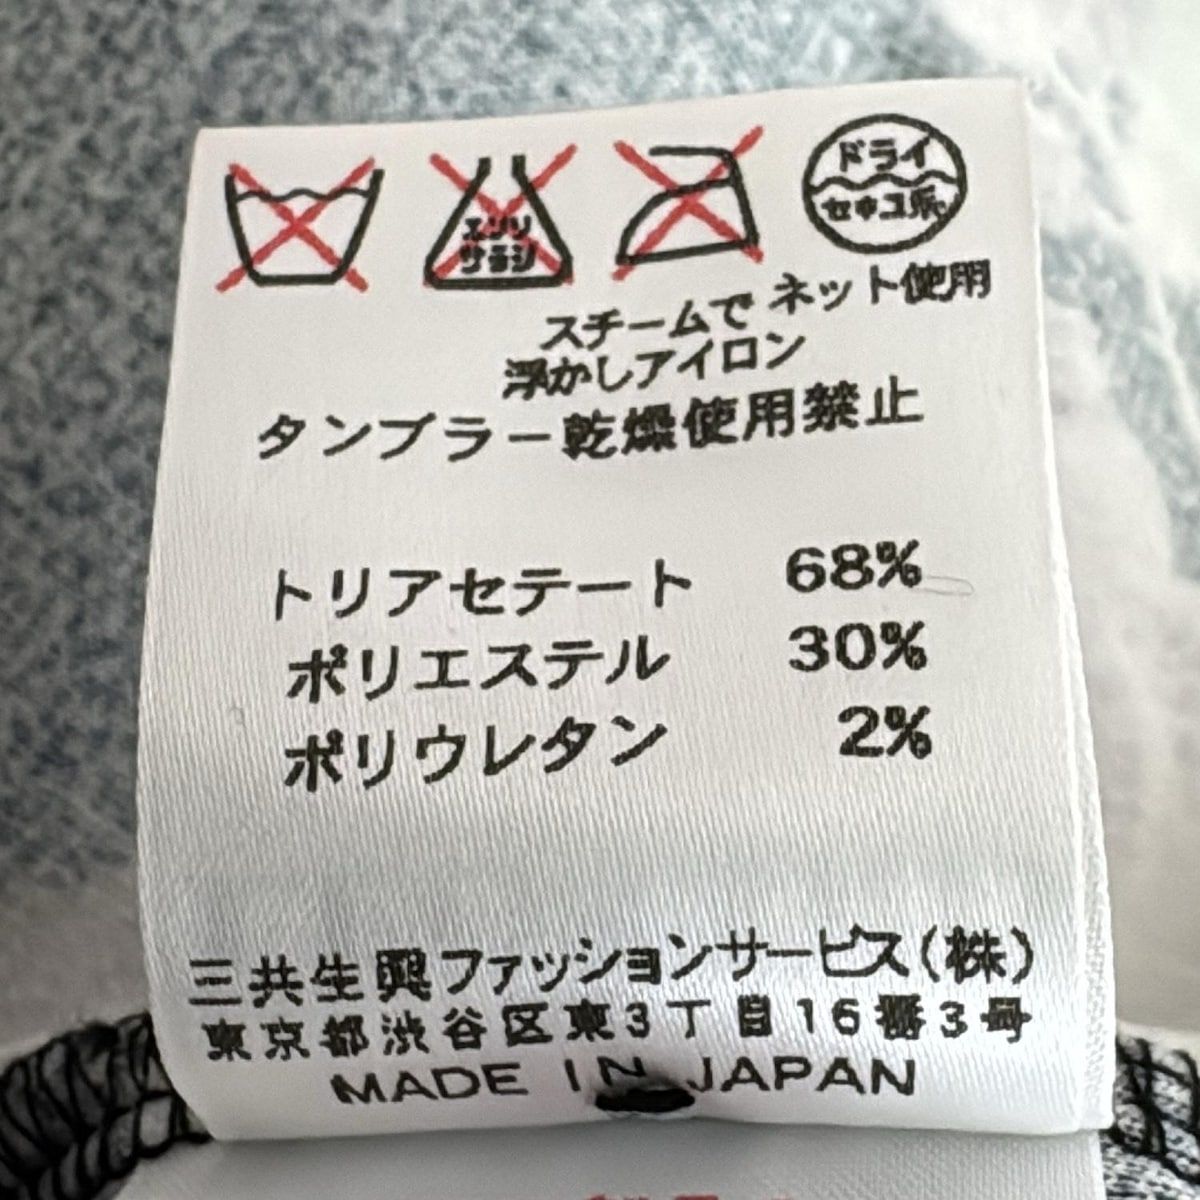 エンソ
サラシ
ドライ
セキユ系
スチームで ネット使用
浮かしアイロン
タンブラー乾燥使用禁止
トリアセテート 68%
ポリエステル 30%
ポリウレタン 2%
三共生興ファッションサービス(株)
東京都渋谷区東3丁目16番3号
MADE IN JAPAN